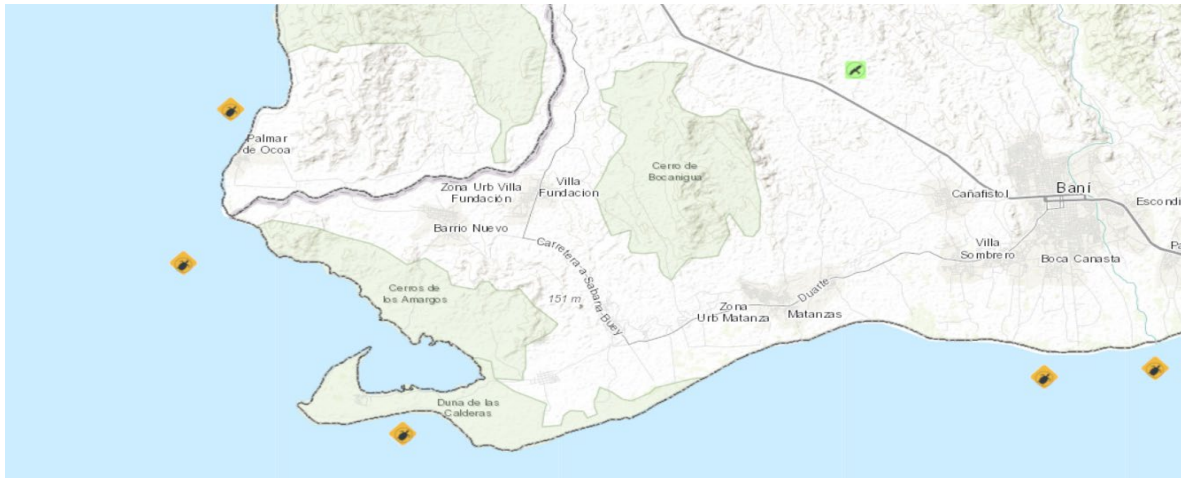 Palmar
de Ocoa
Cerro de
Bocanigua
Zona Urb Villa
Fundación
Villa
Fundacion
Baní
Cañafistol
Escondi
Barrio Nuevo
Carretera-a-Sabana-Buey
Villa
Sombrero
Boca Canasta
Pa
Cerros de
los Amargos
151 m
Duarte
Zona
Urb Matanza
Matanzas
Duna de las
Calderas